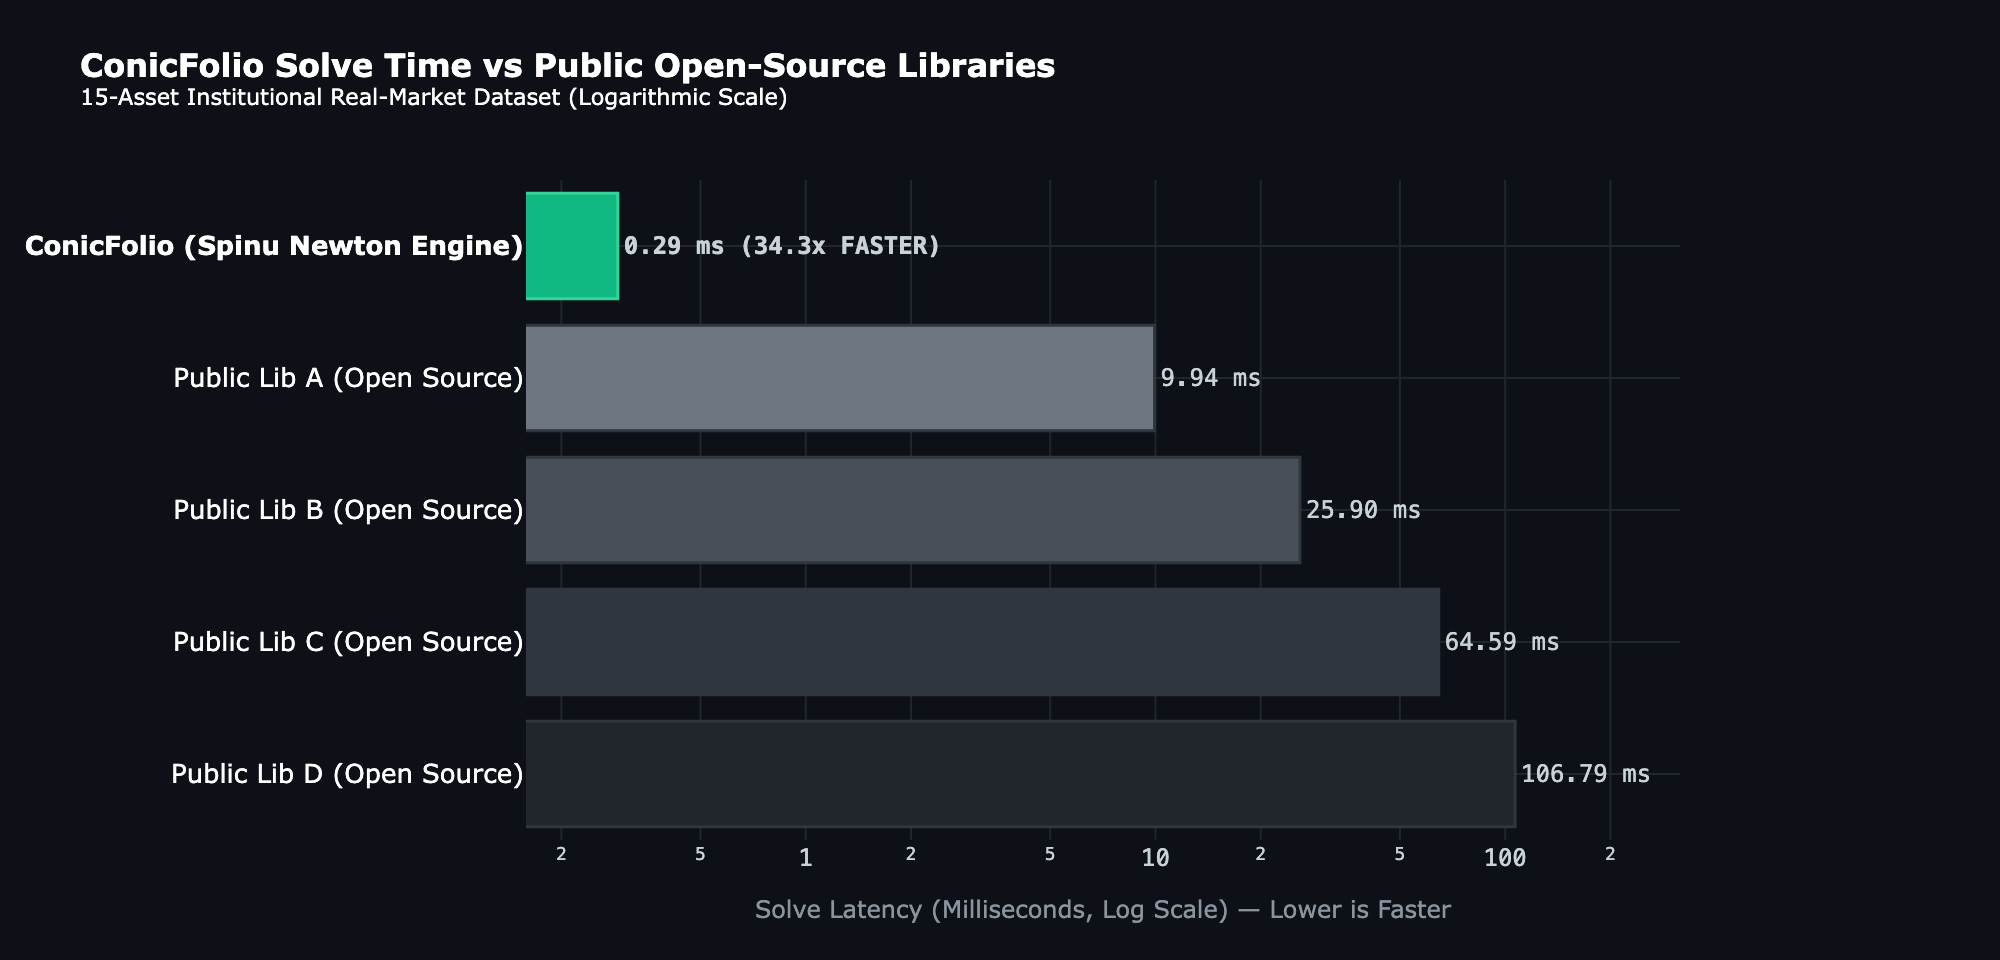 ConicFolio Solve Time vs Public Open-Source Libraries
15-Asset Institutional Real-Market Dataset (Logarithmic Scale)
ConicFolio (Spinu Newton Engine)
0.29 ms (34.3x FASTER)
Public Lib A (Open Source)
9.94 ms
Public Lib B (Open Source)
25.90 ms
Public Lib C (Open Source)
64.59 ms
Public Lib D (Open Source)
106.79 ms
2 5 1 2 5 10 2 5 100 2
Solve Latency (Milliseconds, Log Scale) — Lower is Faster